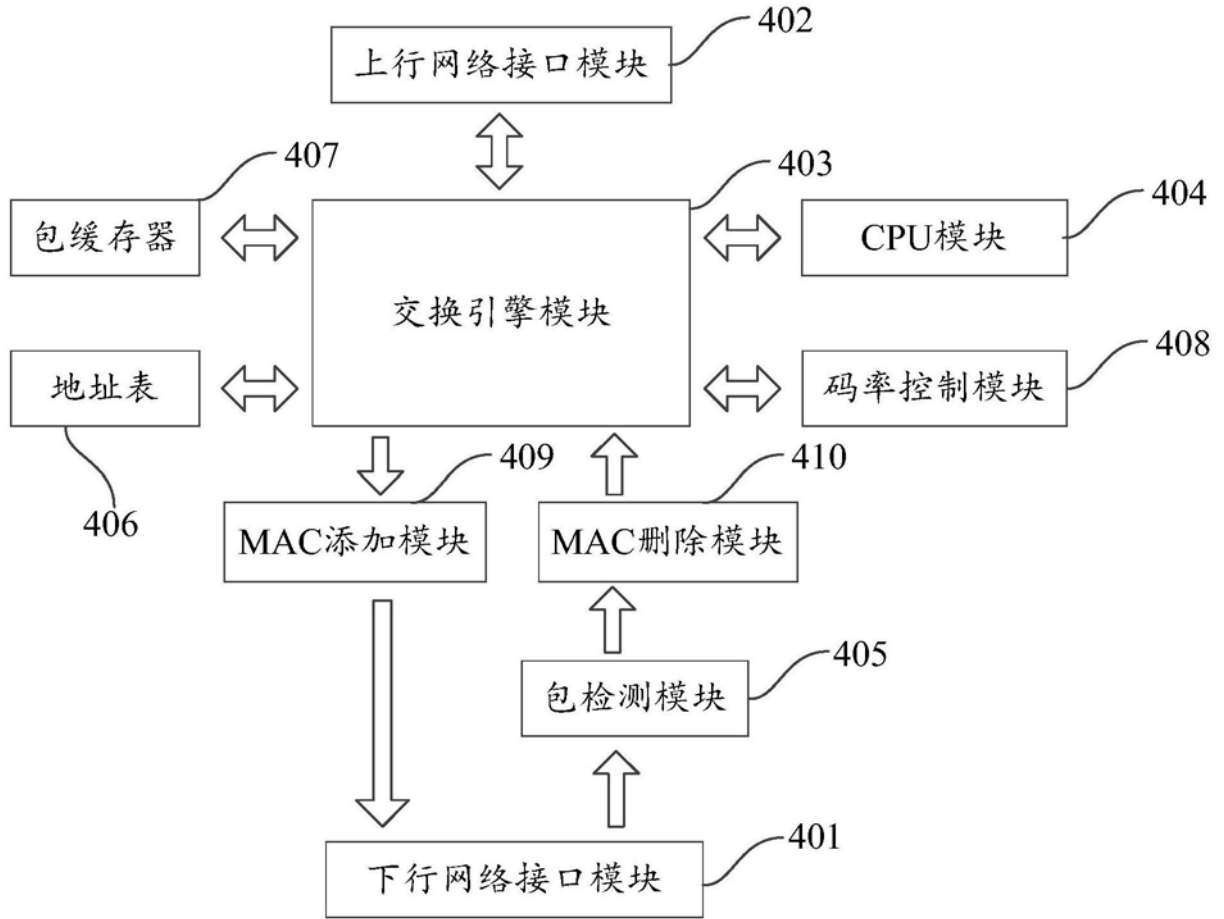 402
上行网络接口模块
407
403
404
包缓存器
CPU模块
交换引擎模块
408
地址表
码率控制模块
409
410
406
MAC添加模块
MAC删除模块
405
包检测模块
401
下行网络接口模块